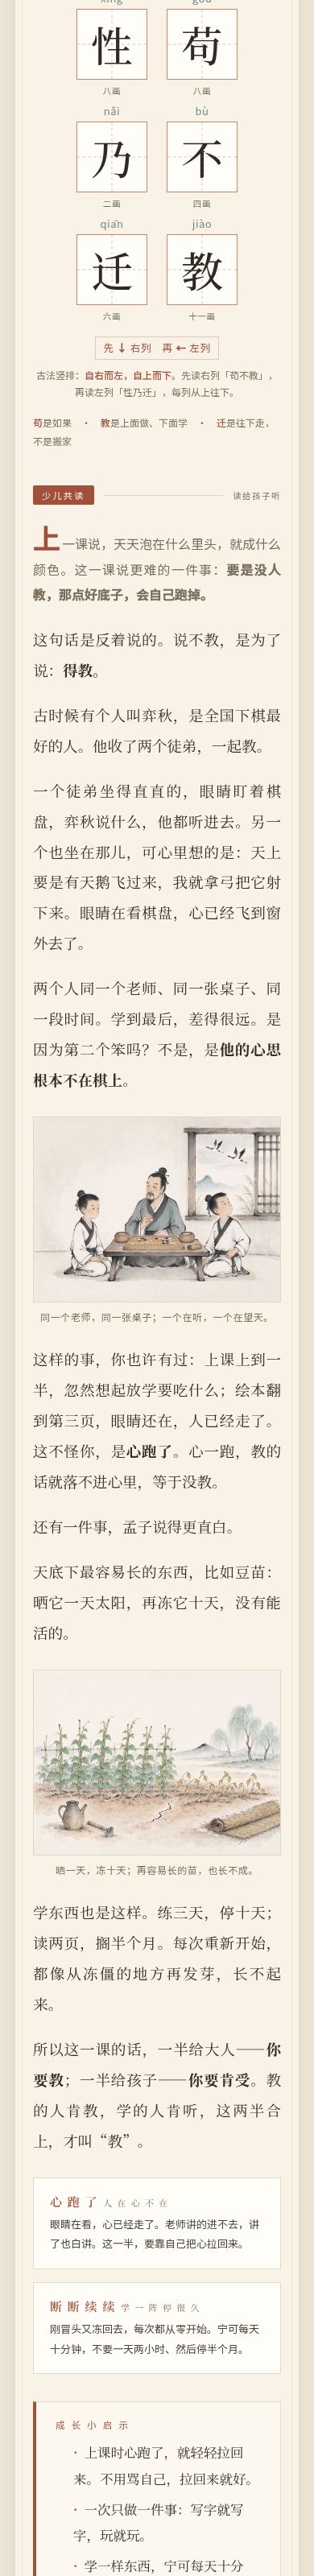 xìng gǒu
性 苟
八画 八画
nǎi bù
乃 不
二画 四画
qiān jiào
迁 教
六画 十一画
先 ↓ 右列 再 ← 左列
古法竖排：自右而左，自上而下。先读右列「苟不教」，
再读左列「性乃迁」，每列从上往下。
苟是如果 · 教是上面做、下面学 · 迁是往下走，
不是搬家
少儿共读 读给孩子听
上一课说，天天泡在什么里头，就成什么
颜色。这一课说更难的一件事：要是没人
教，那点好底子，会自己跑掉。
这句话是反着说的。说不教，是为了
说：得教。
古时候有个人叫弈秋，是全国下棋最
好的人。他收了两个徒弟，一起教。
一个徒弟坐得直直的，眼睛盯着棋
盘，弈秋说什么，他都听进去。另一
个也坐在那儿，可心里想的是：天上
要是有天鹅飞过来，我就拿弓把它射
下来。眼睛在看棋盘，心已经飞到窗
外去了。
两个人同一个老师、同一张桌子、同
一段时间。学到最后，差得很远。是
因为第二个笨吗？不是，是他的心思
根本不在棋上。
同一个老师，同一张桌子；一个在听，一个在望天。
这样的事，你也许有过：上课上到一
半，忽然想起放学要吃什么；绘本翻
到第三页，眼睛还在，人已经走了。
这不怪你，是心跑了。心一跑，教的
话就落不进心里，等于没教。
还有一件事，孟子说得更直白。
天底下最容易长的东西，比如豆苗：
晒它一天太阳，再冻它十天，没有能
活的。
晒一天，冻十天；再容易长的苗，也长不成。
学东西也是这样。练三天，停十天；
读两页，搁半个月。每次重新开始，
都像从冻僵的地方再发芽，长不起
来。
所以这一课的话，一半给大人——你
要教；一半给孩子——你要肯受。教
的人肯教，学的人肯听，这两半合
上，才叫“教”。
心跑了 人在心不在
眼睛在看，心已经走了。老师讲的进不去，讲
了也白讲。这一半，要靠自己把心拉回来。
断断续续 学一阵停很久
刚冒头又冻回去，每次都从零开始。宁可每天
十分钟，不要一天两小时、然后停半个月。
成长小启示
· 上课时心跑了，就轻轻拉回
来。不用骂自己，拉回来就好。
· 一次只做一件事：写字就写
字，玩就玩。
· 学一样东西，宁可每天十分